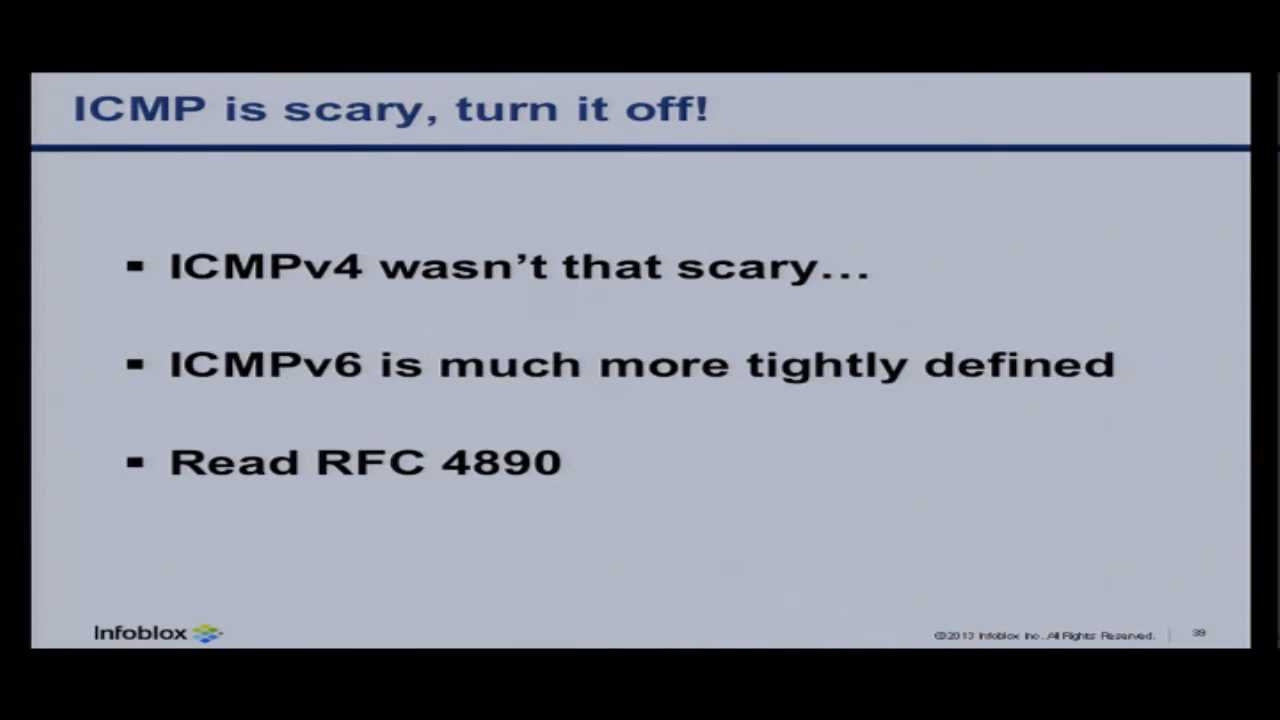 ICMP is scary, turn it off!
▪ ICMPv4 wasn’t that scary…
▪ ICMPv6 is much more tightly defined
▪ Read RFC 4890
Infoblox
©2013 Infoblox Inc. All Rights Reserved. | 39